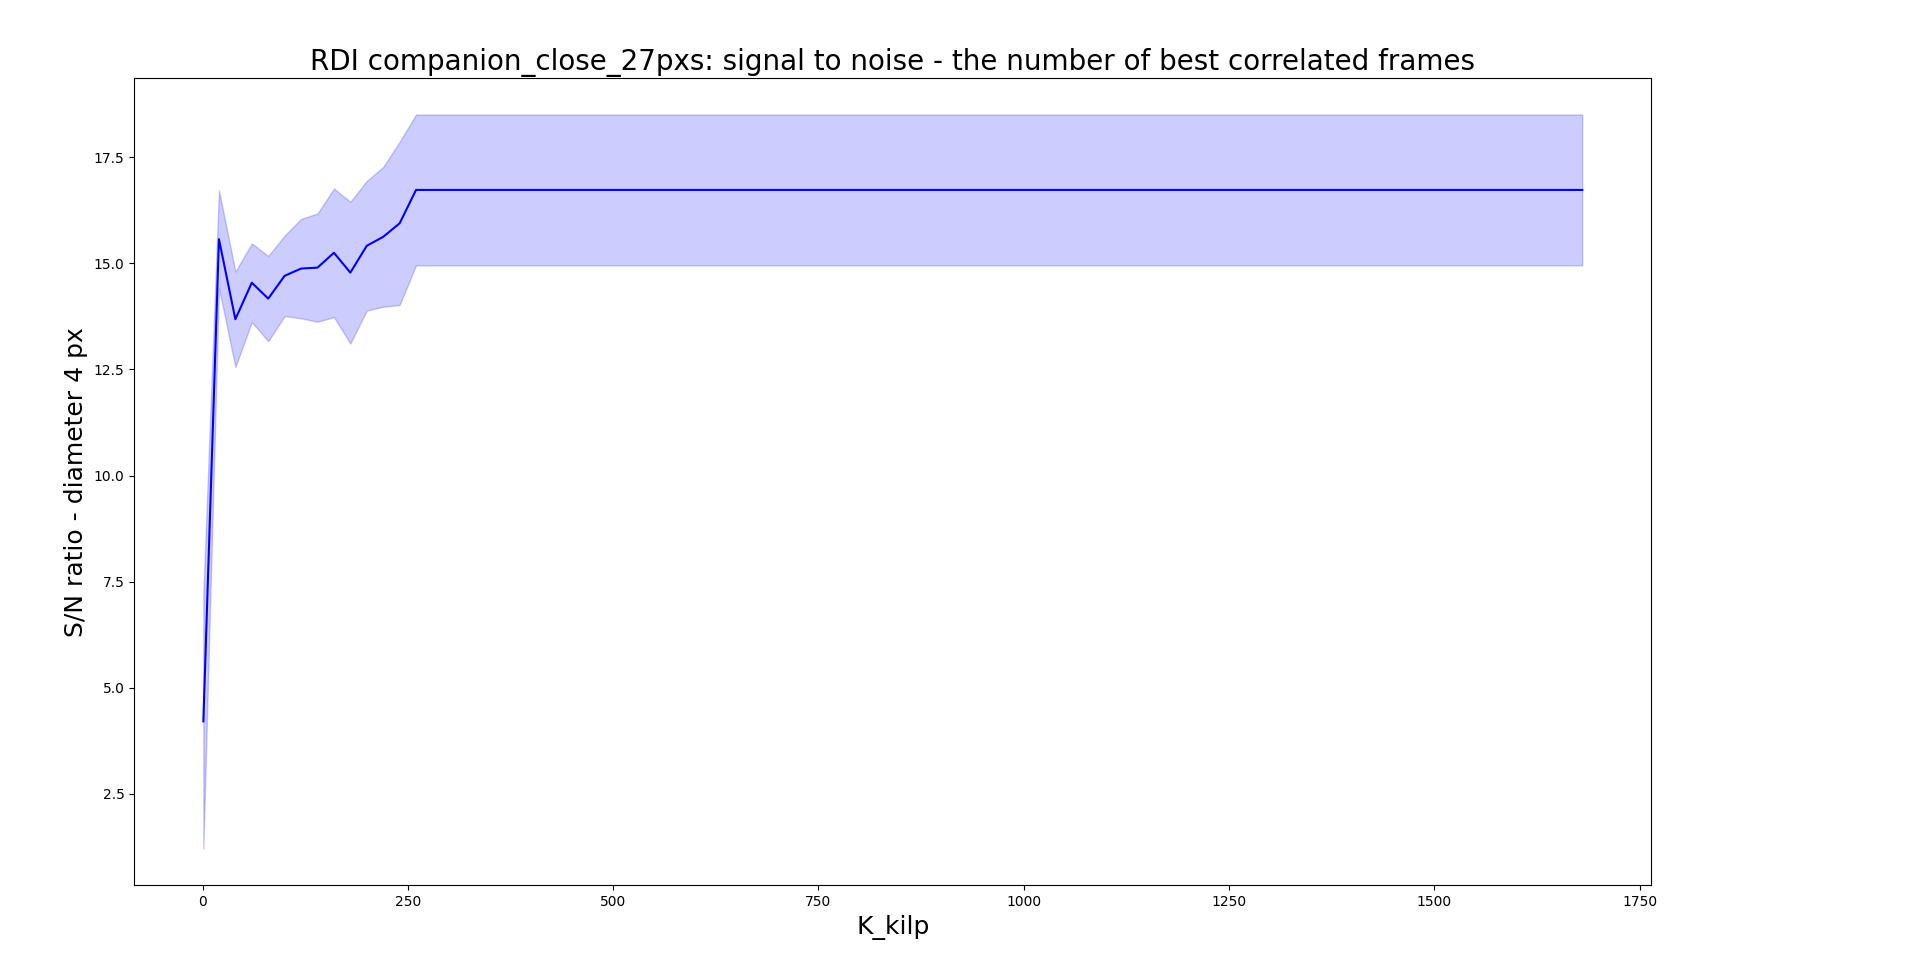 RDI companion_close_27pxs: signal to noise - the number of best correlated frames
S/N ratio - diameter 4 px
17.5
15.0
12.5
10.0
7.5
5.0
2.5
0 250 500 750 1000 1250 1500 1750
K_kilp